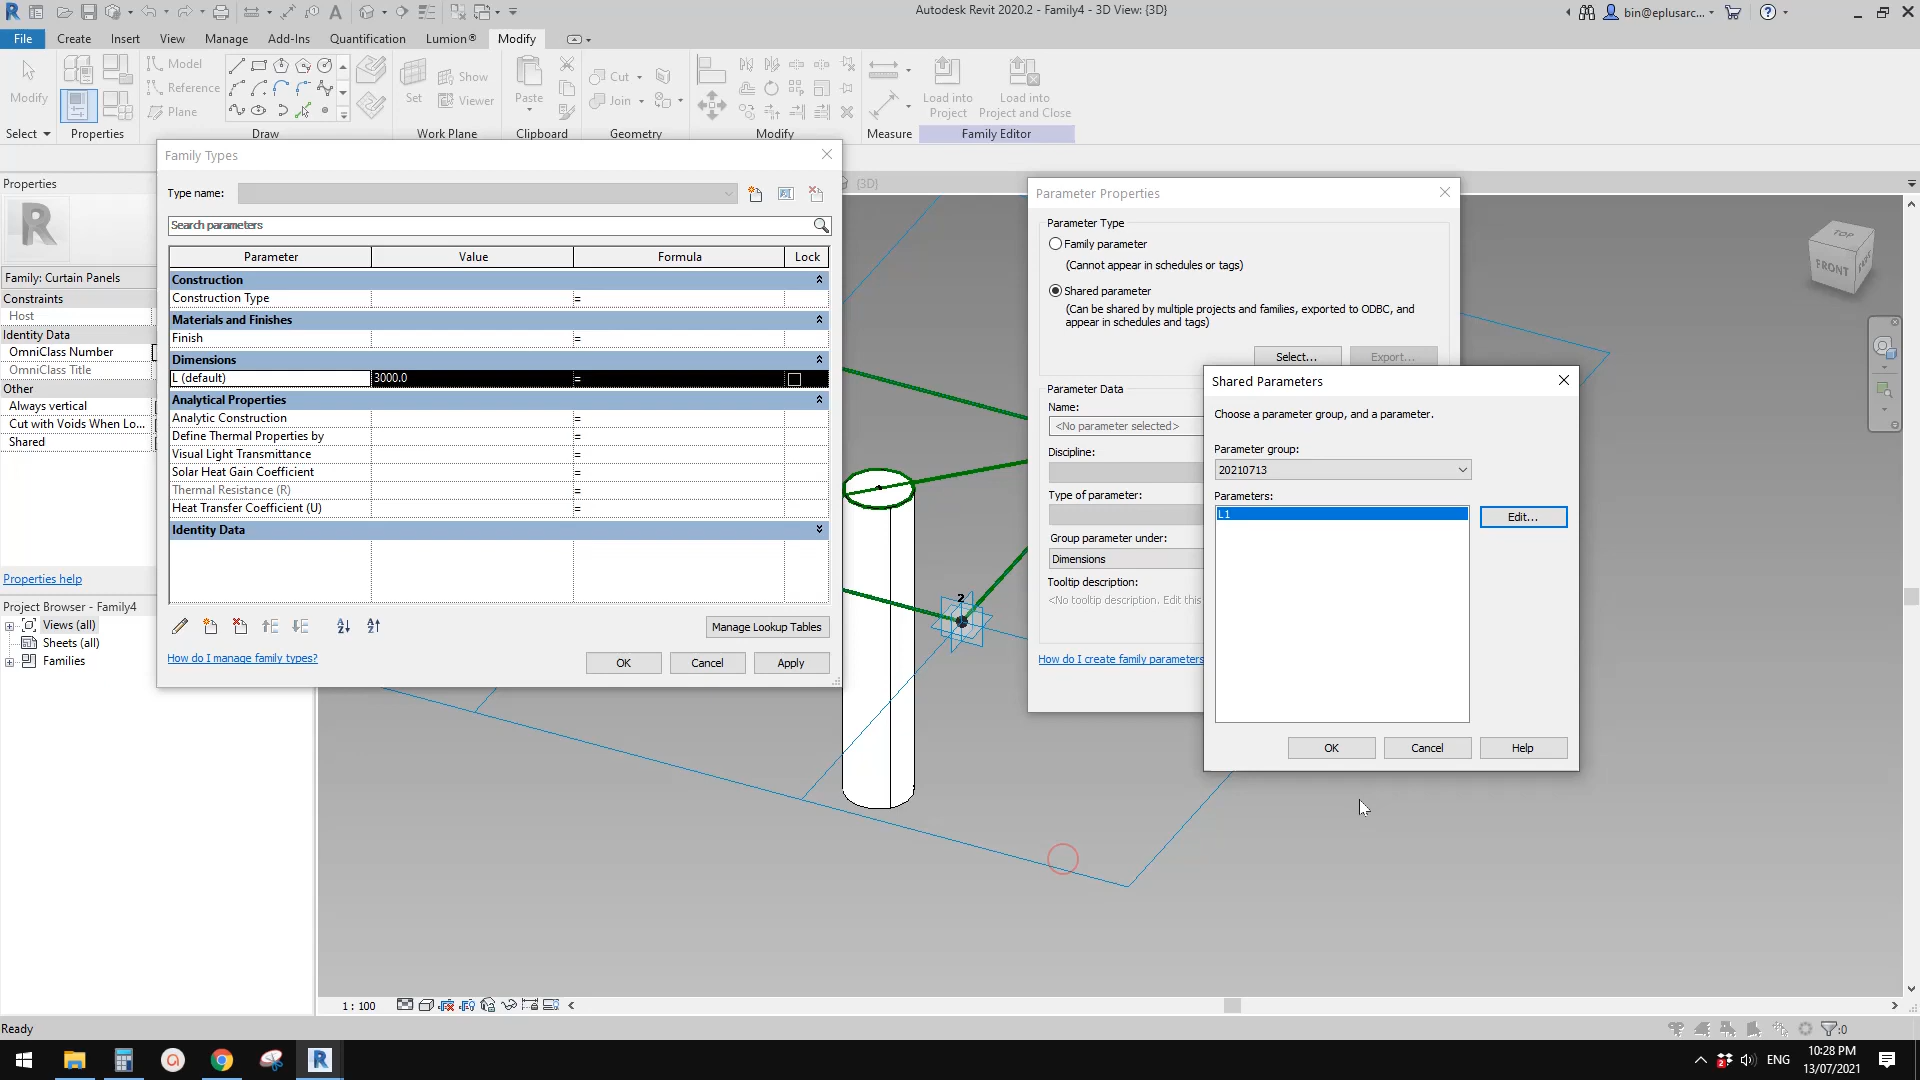 Autodesk Revit 2020.2 - Family4 - 3D View: {3D}
bin@eplusarc...
File
Create
Insert
View
Manage
Add-Ins
Quantification
Lumion®
Modify
Modify
Model
Reference
Plane
Set
Show
Viewer
Paste
Cut
Join
Load into
Project
Load into
Project and Close
Select
Properties
Draw
Work Plane
Clipboard
Geometry
Modify
Measure
Family Editor
Properties
R
Family: Curtain Panels
Constraints
Host
Identity Data
OmniClass Number
OmniClass Title
Other
Always vertical
Cut with Voids When Lo...
Shared
Properties help
Project Browser - Family4
Views (all)
Sheets (all)
Families
Family Types
Type name:
Search parameters
Parameter
Value
Formula
Lock
Construction
Construction Type
=
Materials and Finishes
Finish
=
Dimensions
L (default)
3000.0
=
Analytical Properties
Analytic Construction
=
Define Thermal Properties by
=
Visual Light Transmittance
=
Solar Heat Gain Coefficient
=
Thermal Resistance (R)
=
Heat Transfer Coefficient (U)
=
Identity Data
Manage Lookup Tables
How do I manage family types?
OK
Cancel
Apply
{3D}
2
TOP
FRONT
Parameter Properties
Parameter Type
Family parameter
(Cannot appear in schedules or tags)
Shared parameter
(Can be shared by multiple projects and families, exported to ODBC, and
appear in schedules and tags)
Select...
Export...
Parameter Data
Name:
<No parameter selected>
Discipline:
Type of parameter:
Group parameter under:
Dimensions
Tooltip description:
<No tooltip description. Edit this
How do I create family parameters
Shared Parameters
Choose a parameter group, and a parameter.
Parameter group:
20210713
Parameters:
L1
Edit...
OK
Cancel
Help
1 : 100
Ready
:0
ENG
10:28 PM
13/07/2021